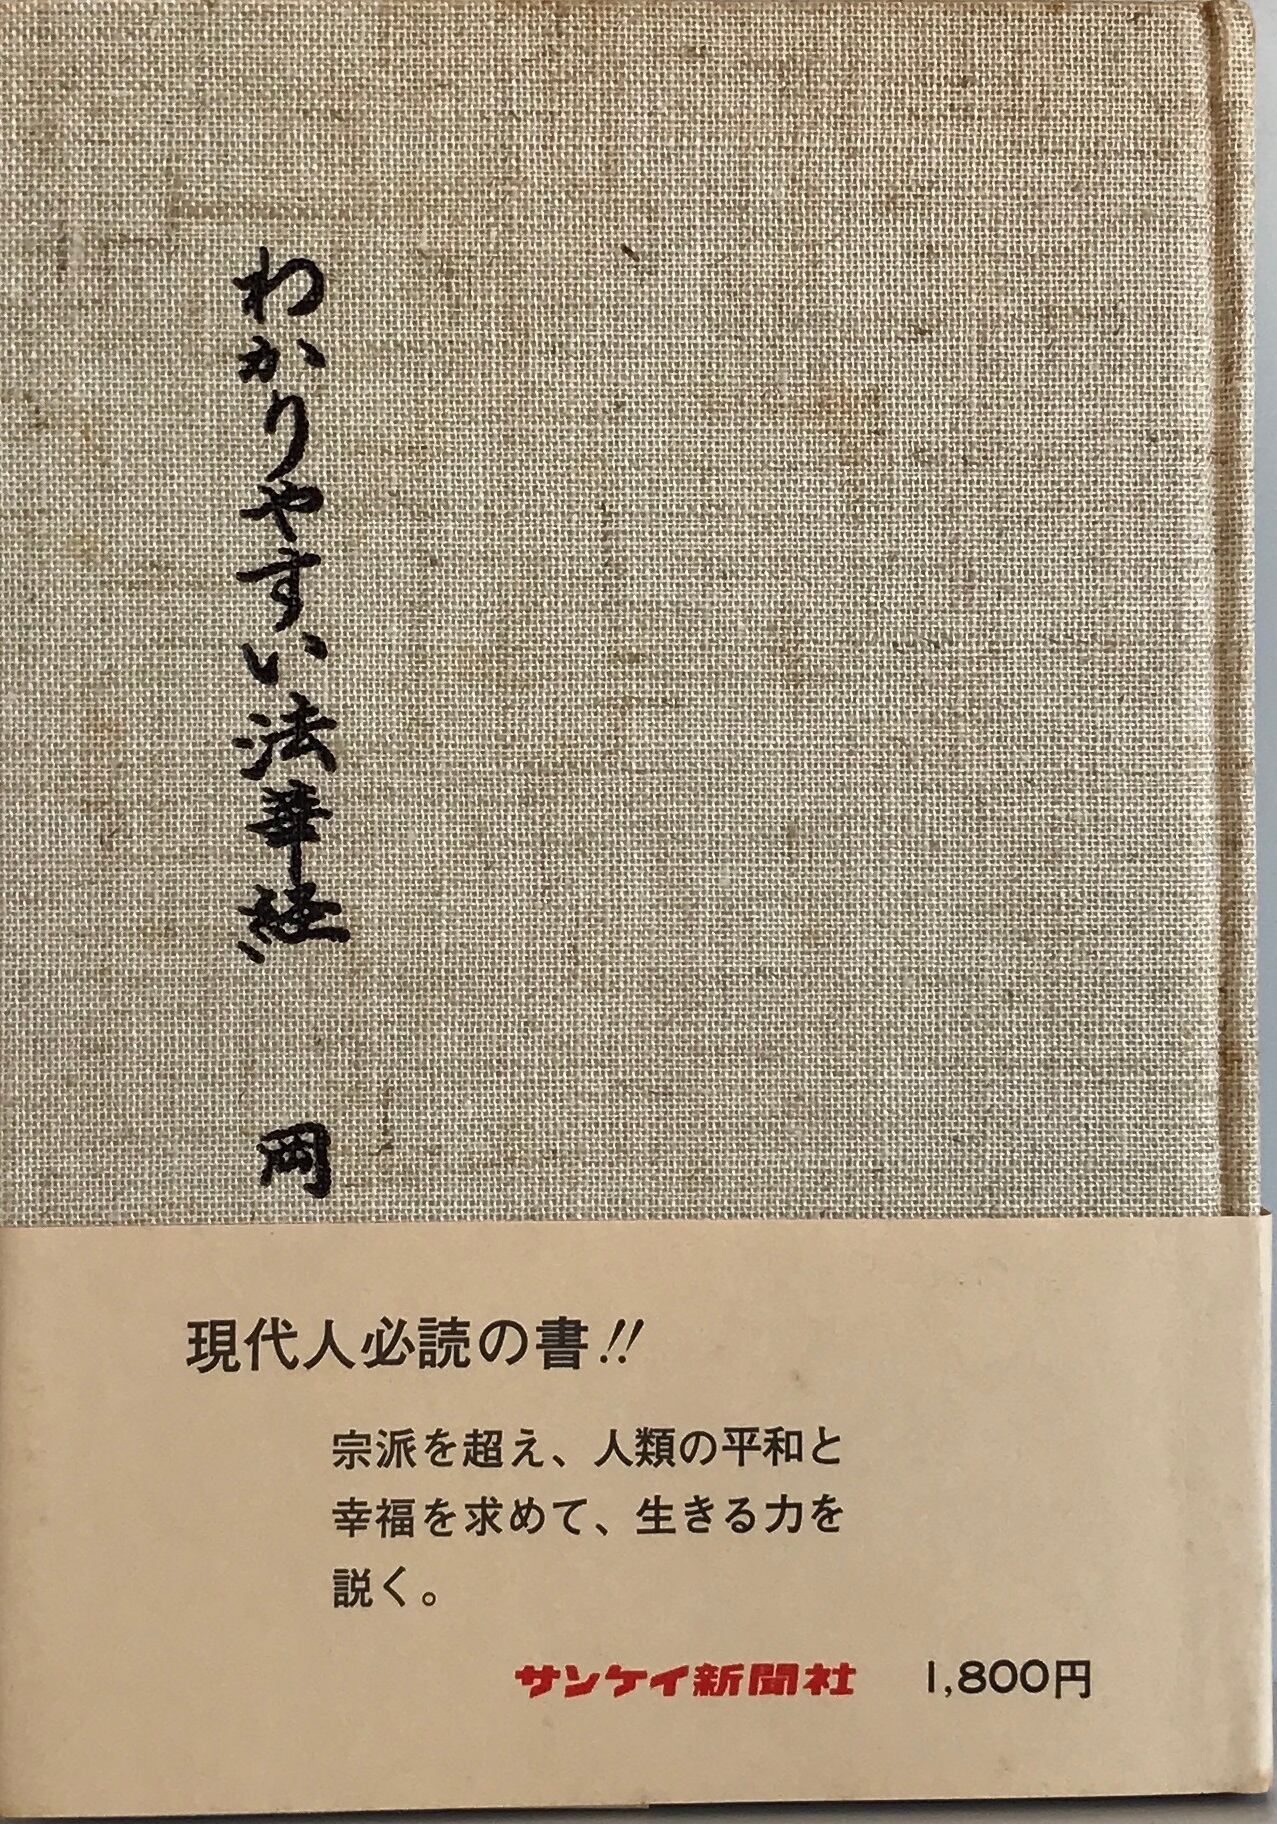 わかりやすい法華経 岡
現代人必読の書!!
宗派を超え、人類の平和と
幸福を求めて、生きる力を
説く。
サンケイ新聞社 1,800円